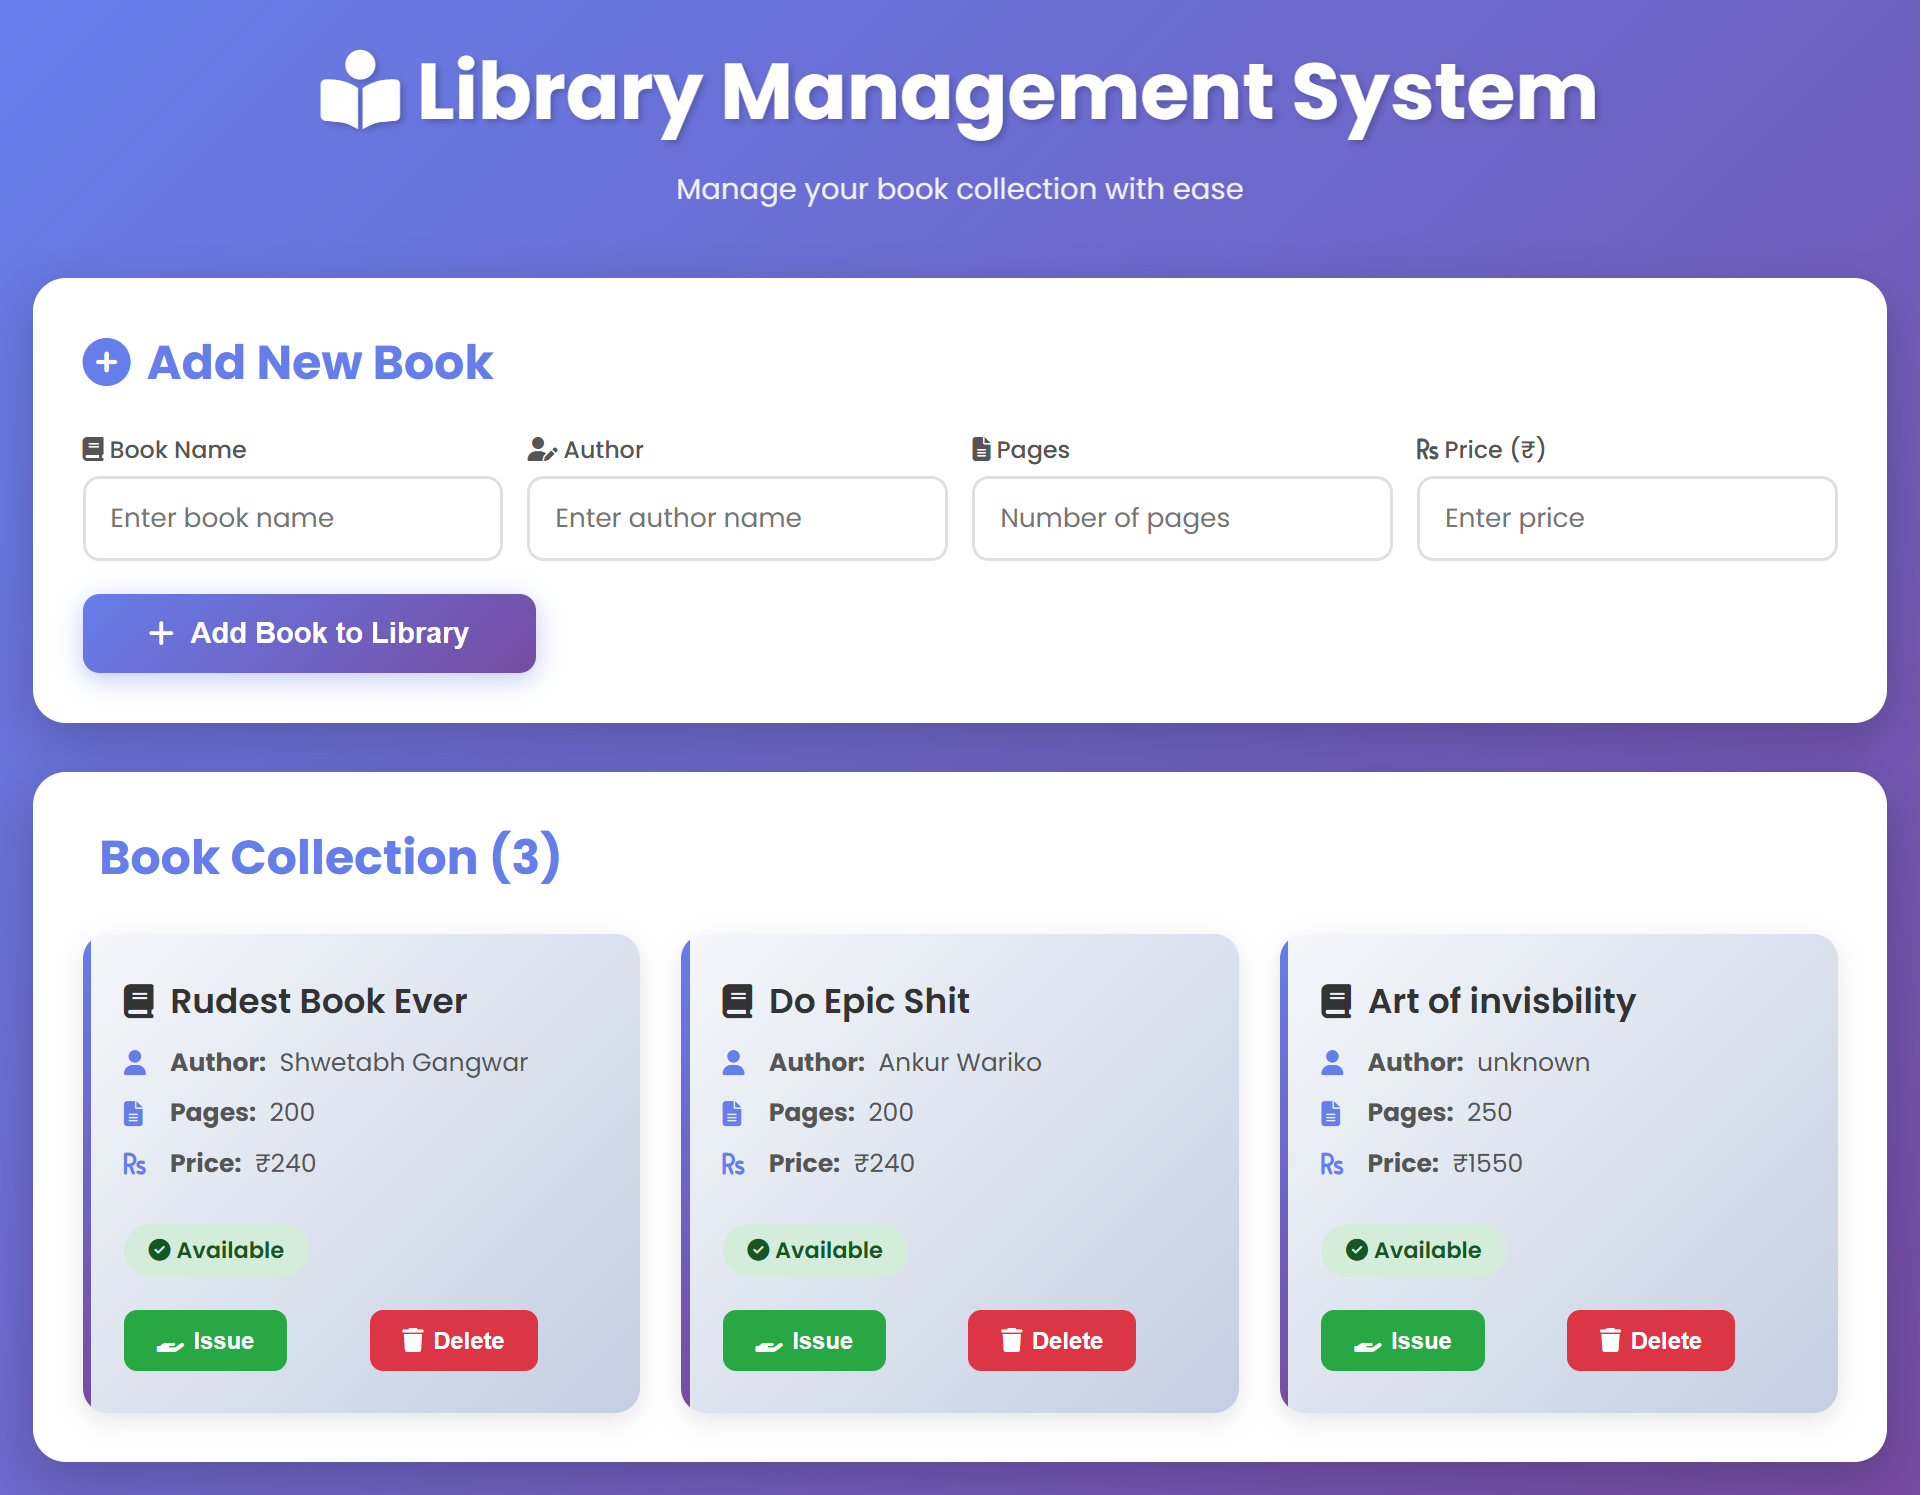 Library Management System
Manage your book collection with ease
Add New Book
Book Name
Author
Pages
Rs Price (₹)
Enter book name
Enter author name
Number of pages
Enter price
Add Book to Library
Book Collection (3)
Rudest Book Ever
Author: Shwetabh Gangwar
Pages: 200
Rs Price: ₹240
Available
Issue
Delete
Do Epic Shit
Author: Ankur Wariko
Pages: 200
Rs Price: ₹240
Available
Issue
Delete
Art of invisbility
Author: unknown
Pages: 250
Rs Price: ₹1550
Available
Issue
Delete